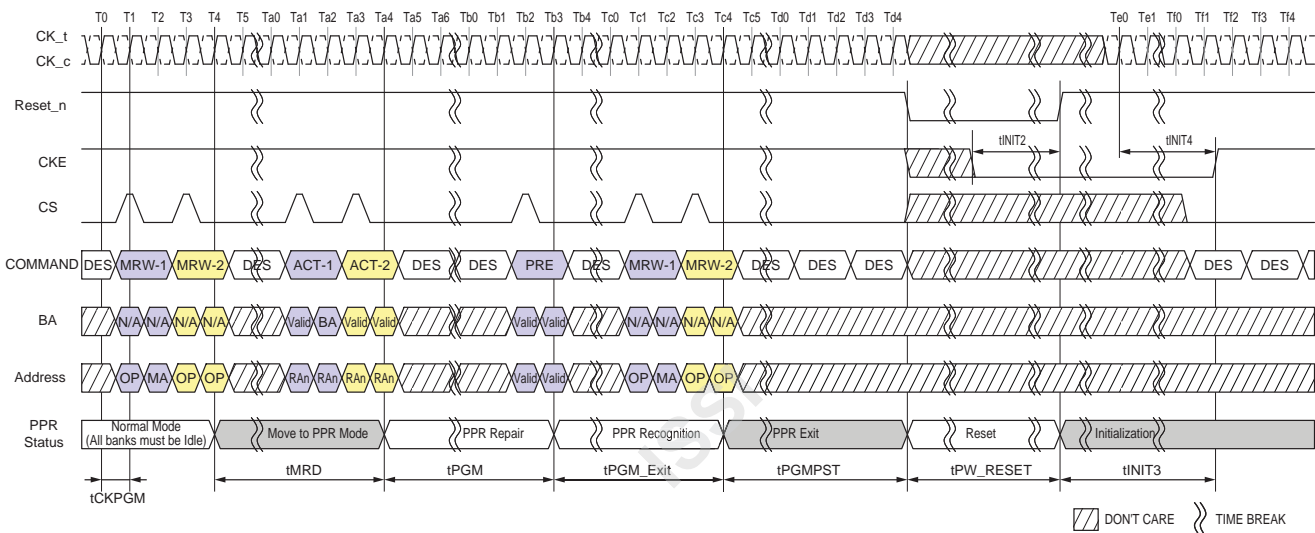 T0 T1 T2 T3 T4 T5 Ta0 Ta1 Ta2 Ta3 Ta4 Ta5 Ta6 Tb0 Tb1 Tb2 Tb3 Tb4 Tc0 Tc1 Tc2 Tc3 Tc4 Tc5 Td0 Td1 Td2 Td3 Td4 Te0 Te1 Tf0 Tf1 Tf2 Tf3 Tf4
CK_t
CK_c
Reset_n
tINIT2 tINIT4
CKE
CS
COMMAND DES MRW-1 MRW-2 DES ACT-1 ACT-2 DES DES PRE DES MRW-1 MRW-2 DES DES DES DES DES
BA N/A N/A N/A N/A Valid BA Valid Valid Valid Valid N/A N/A N/A N/A
Address OP MA OP OP RAn RAn RAn RAn Valid Valid OP MA OP OP
ISSI
PPR
Status
Normal Mode
(All banks must be Idle) Move to PPR Mode PPR Repair PPR Recognition PPR Exit Reset Initialization
tMRD tPGM tPGM_Exit tPGMPST tPW_RESET tINIT3
tCKPGM
DON'T CARE TIME BREAK